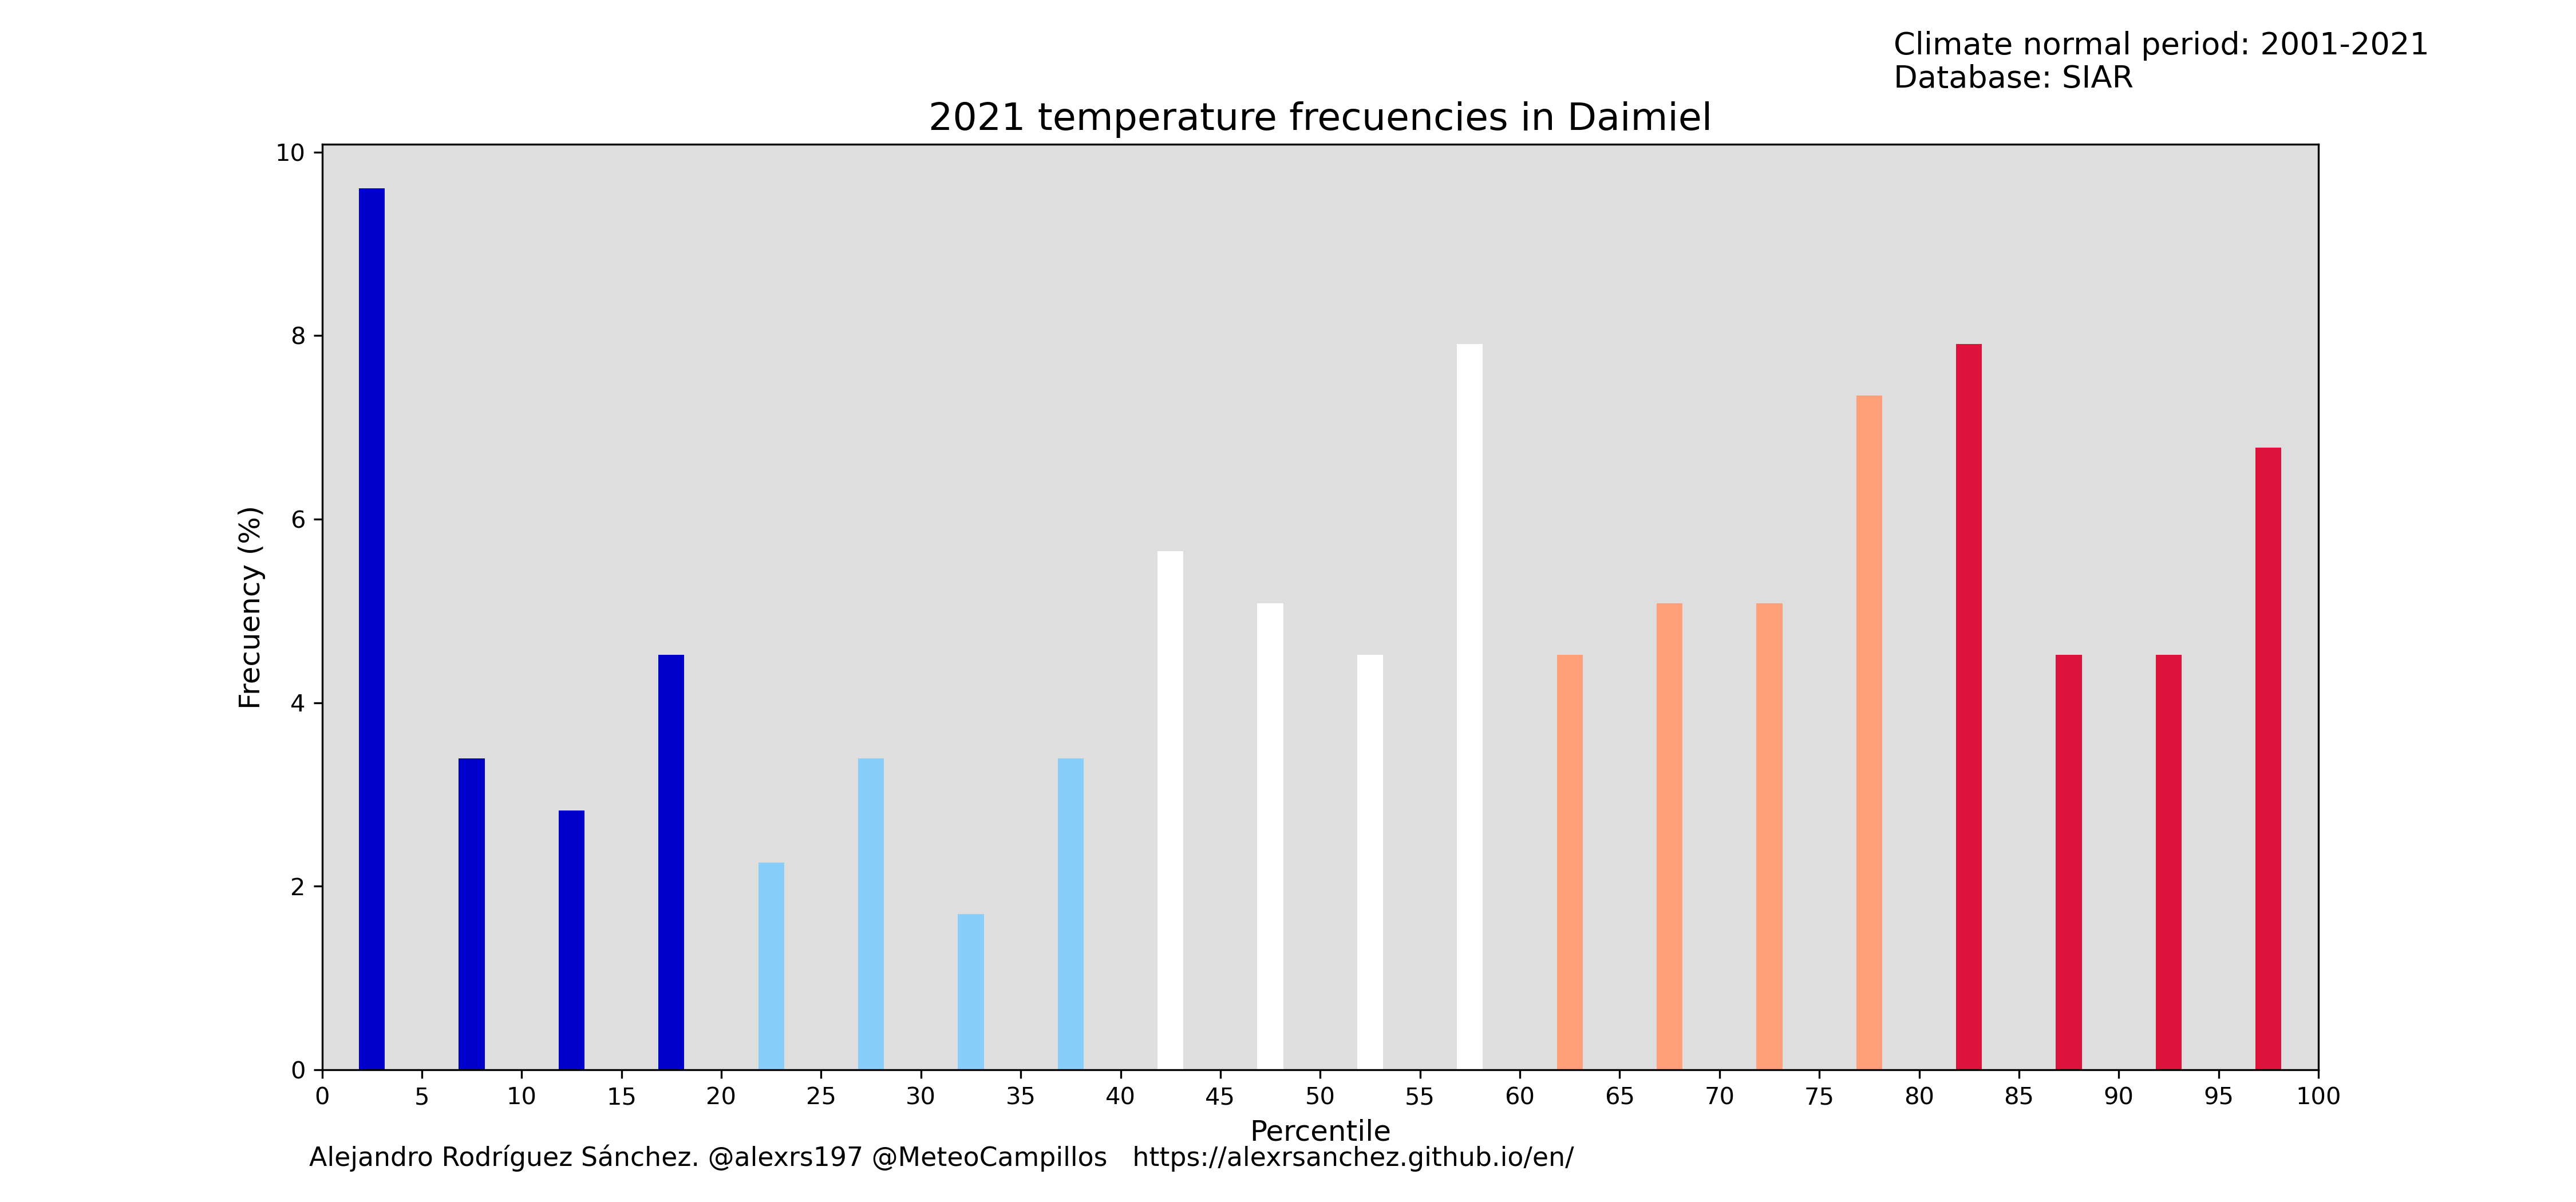 Climate normal period: 2001-2021
Database: SIAR
2021 temperature frecuencies in Daimiel
10
8
6
4
2
0
Frecuency (%)
0 5 10 15 20 25 30 35 40 45 50 55 60 65 70 75 80 85 90 95 100
Percentile
Alejandro Rodríguez Sánchez. @alexrs197 @MeteoCampillos https://alexrsanchez.github.io/en/